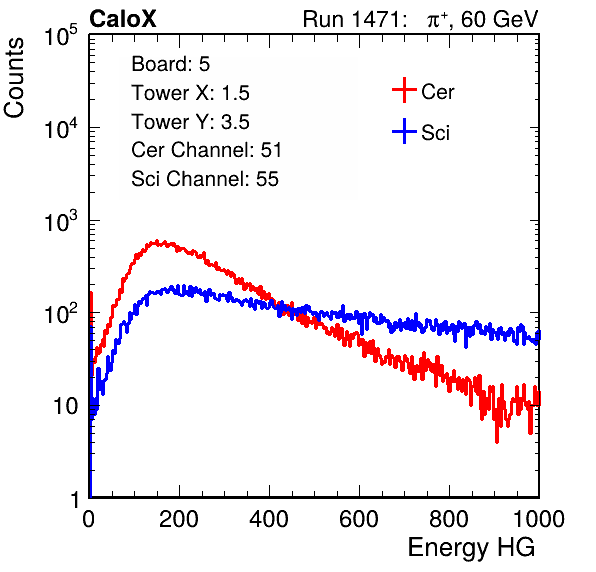 CaloX Run 1471: π⁺, 60 GeV
Counts
10⁵
10⁴
10³
10²
10
1
Board: 5
Tower X: 1.5
Tower Y: 3.5
Cer Channel: 51
Sci Channel: 55
Cer
Sci
0 200 400 600 800 1000
Energy HG